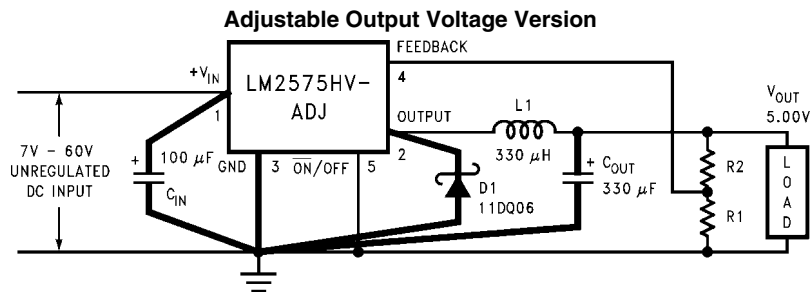 Adjustable Output Voltage Version
FEEDBACK
+VIN
LM2575HV-
ADJ
4
1
OUTPUT
2
L1
330 μH
VOUT
5.00V
7V – 60V
UNREGULATED
DC INPUT
+
100 μF
CIN
GND
3
ON/OFF
5
D1
11DQ06
+
COUT
330 μF
R2
R1
LOAD